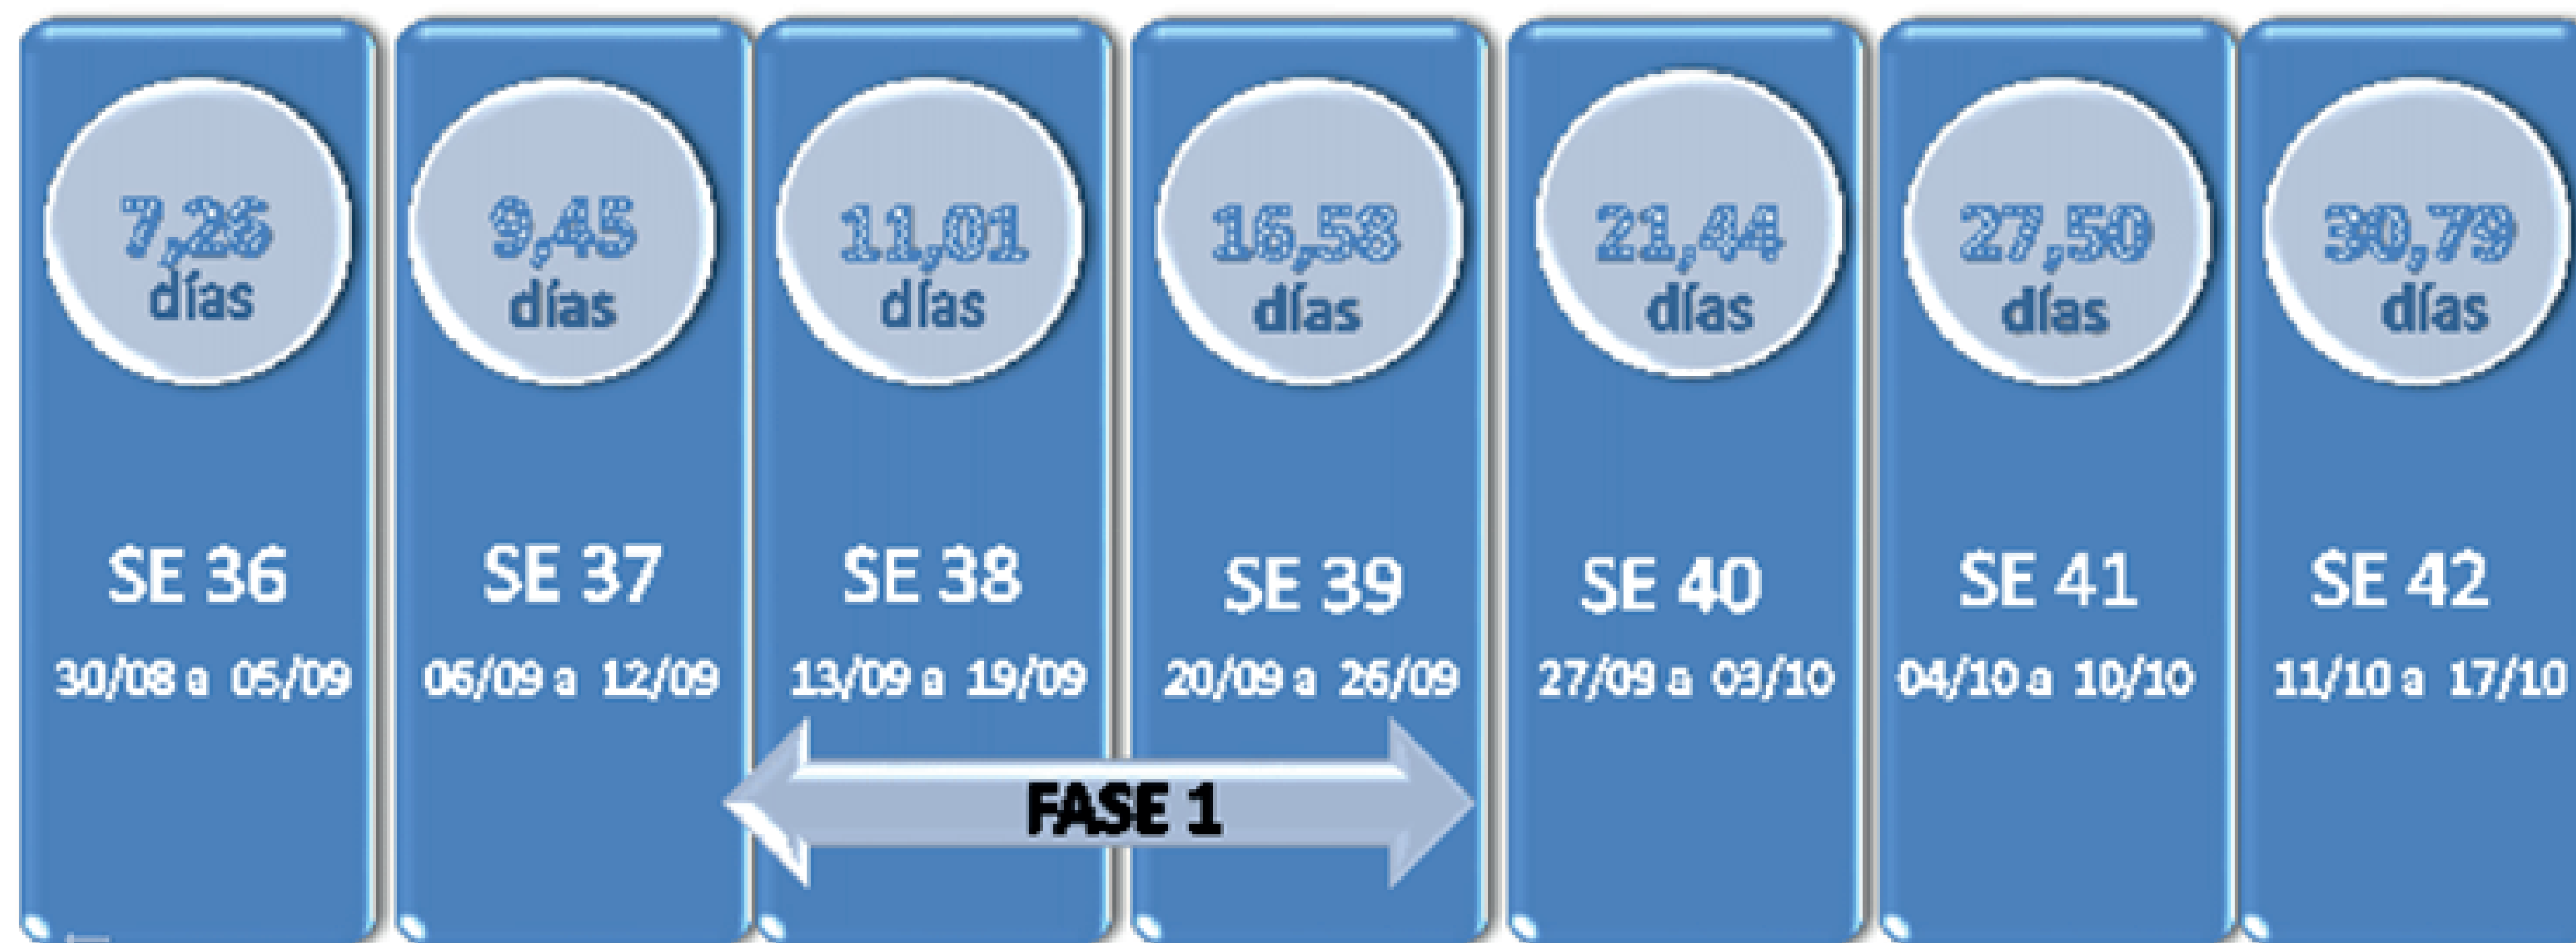 7,26
días
SE 36
30/08 a 05/09
9,45
días
SE 37
06/09 a 12/09
11,01
días
SE 38
13/09 a 19/09
16,58
días
SE 39
20/09 a 26/09
21,44
días
SE 40
27/09 a 03/10
27,50
días
SE 41
04/10 a 10/10
30,79
días
SE 42
11/10 a 17/10
FASE 1